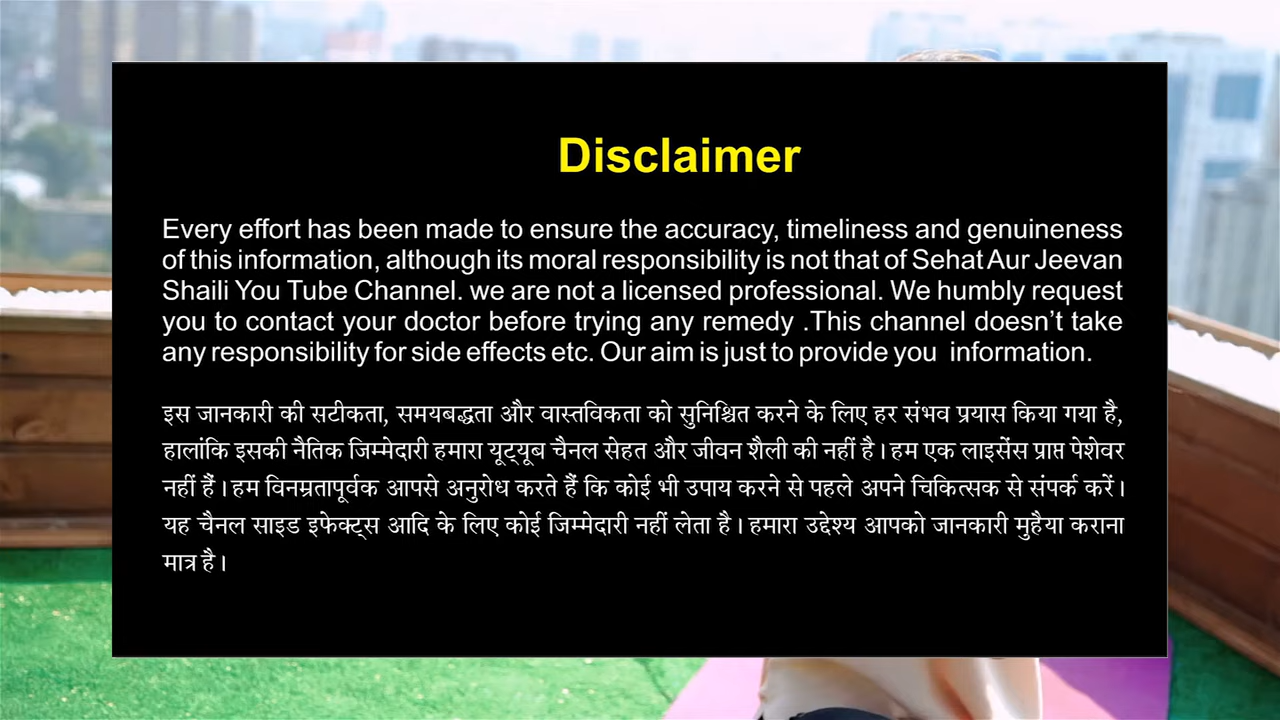 Disclaimer
Every effort has been made to ensure the accuracy, timeliness and genuineness
of this information, although its moral responsibility is not that of Sehat Aur Jeevan
Shaili You Tube Channel. we are not a licensed professional. We humbly request
you to contact your doctor before trying any remedy .This channel doesn’t take
any responsibility for side effects etc. Our aim is just to provide you  information.
इस जानकारी की सटीकता, समयबद्धता और वास्तविकता को सुनिश्चित करने के लिए हर संभव प्रयास किया गया है,
हालांकि इसकी नैतिक जिम्मेदारी हमारा यूट्यूब चैनल सेहत और जीवन शैली की नहीं है। हम एक लाइसेंस प्राप्त पेशेवर
नहीं हैं। हम विनम्रतापूर्वक आपसे अनुरोध करते हैं कि कोई भी उपाय करने से पहले अपने चिकित्सक से संपर्क करें।
यह चैनल साइड इफेक्ट्स आदि के लिए कोई जिम्मेदारी नहीं लेता है। हमारा उद्देश्य आपको जानकारी मुहैया कराना
मात्र है।